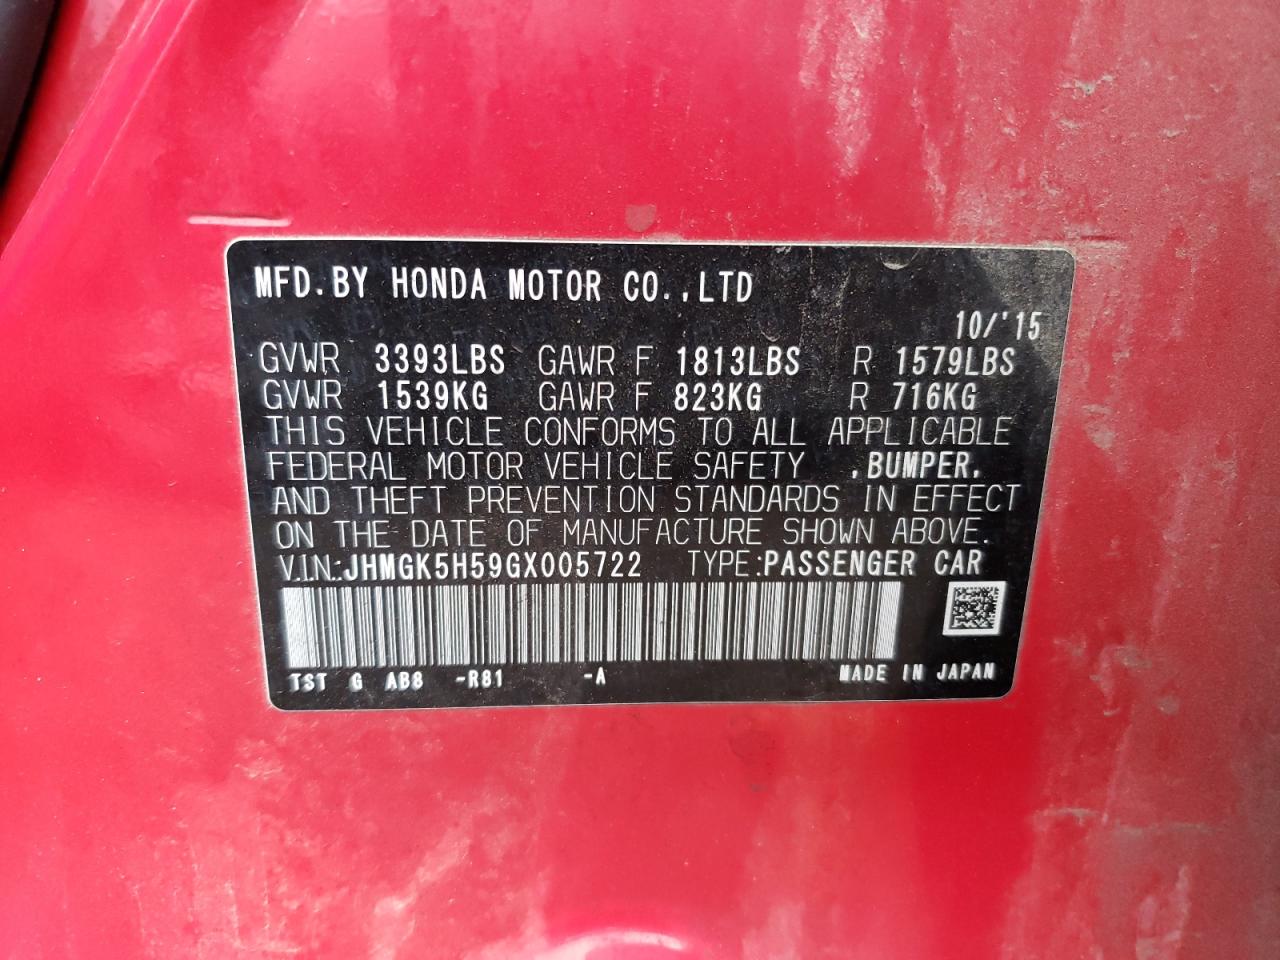 MFD.BY HONDA MOTOR CO.,LTD
10/'15
GVWR 3393LBS GAWR F 1813LBS R 1579LBS
GVWR 1539KG GAWR F 823KG R 716KG
THIS VEHICLE CONFORMS TO ALL APPLICABLE
FEDERAL MOTOR VEHICLE SAFETY ,BUMPER,
AND THEFT PREVENTION STANDARDS IN EFFECT
ON THE DATE OF MANUFACTURE SHOWN ABOVE.
V.I.N.:JHMGK5H59GX005722 TYPE:PASSENGER CAR
TST G AB8 -R81 -A MADE IN JAPAN